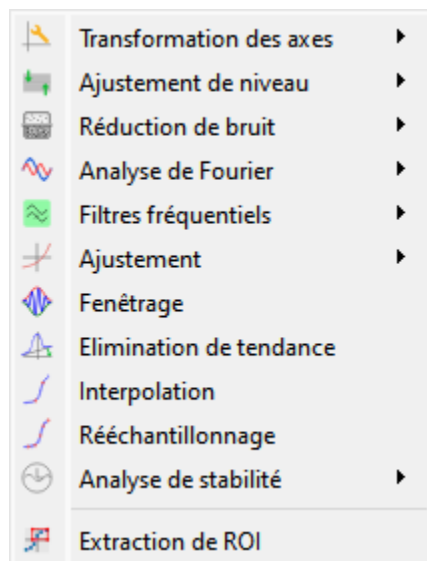 Transformation des axes
Ajustement de niveau
Réduction de bruit
Analyse de Fourier
Filtres fréquentiels
Ajustement
Fenêtrage
Elimination de tendance
Interpolation
Rééchantillonnage
Analyse de stabilité
Extraction de ROI